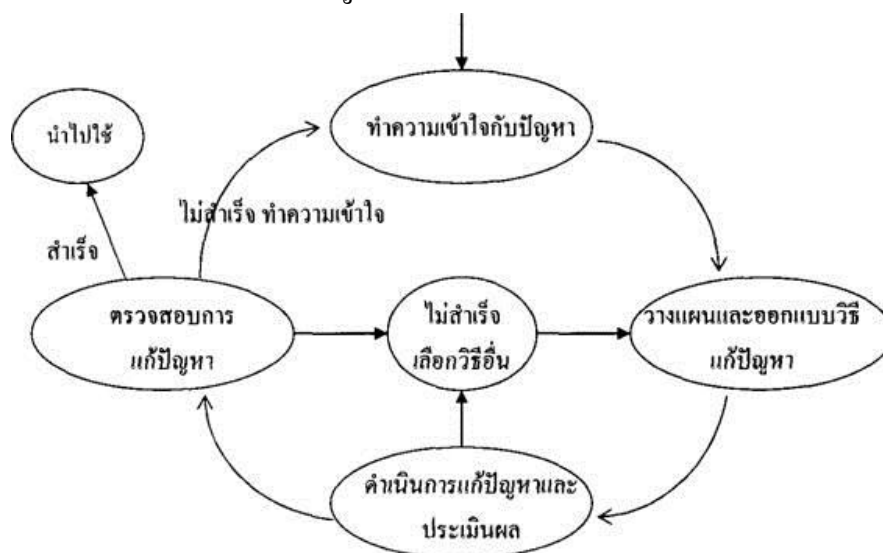 ทำความเข้าใจกับปัญหา
นำไปใช้
ไม่สำเร็จ ทำความเข้าใจ
สำเร็จ
ตรวจสอบการ
แก้ปัญหา
ไม่สำเร็จ
เลือกวิธีอื่น
วางแผนและออกแบบวิธี
แก้ปัญหา
ดำเนินการแก้ปัญหาและ
ประเมินผล